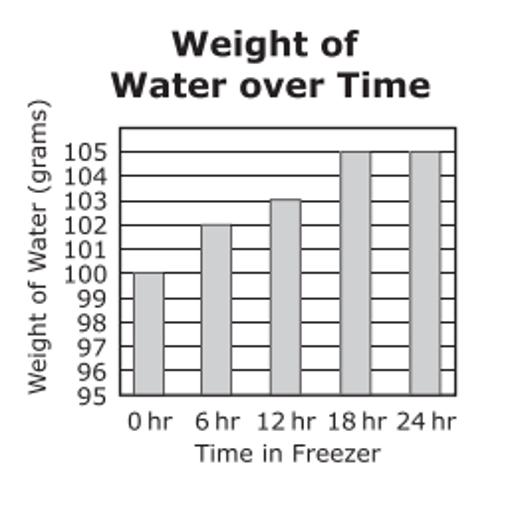 Weight of
Water over Time
Weight of Water (grams)
105
104
103
102
101
100
99
98
97
96
95
0 hr 6 hr 12 hr 18 hr 24 hr
Time in Freezer